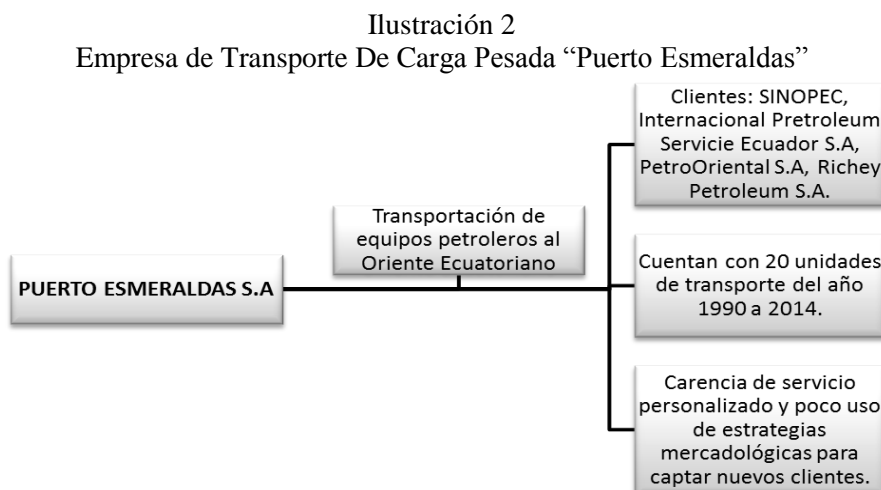 Ilustración 2
Empresa de Transporte De Carga Pesada “Puerto Esmeraldas”
PUERTO ESMERALDAS S.A
Transportación de
equipos petroleros al
Oriente Ecuatoriano
Clientes: SINOPEC,
Internacional Pretroleum
Servicie Ecuador S.A,
PetroOriental S.A, Richey
Petroleum S.A.
Cuentan con 20 unidades
de transporte del año
1990 a 2014.
Carencia de servicio
personalizado y poco uso
de estrategias
mercadológicas para
captar nuevos clientes.